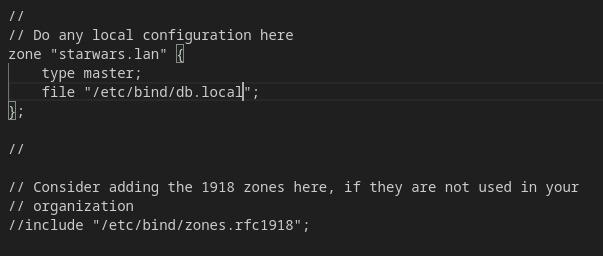 //
// Do any local configuration here
zone "starwars.lan" {
    type master;
    file "/etc/bind/db.local";
};

//

// Consider adding the 1918 zones here, if they are not used in your
// organization
//include "/etc/bind/zones.rfc1918";